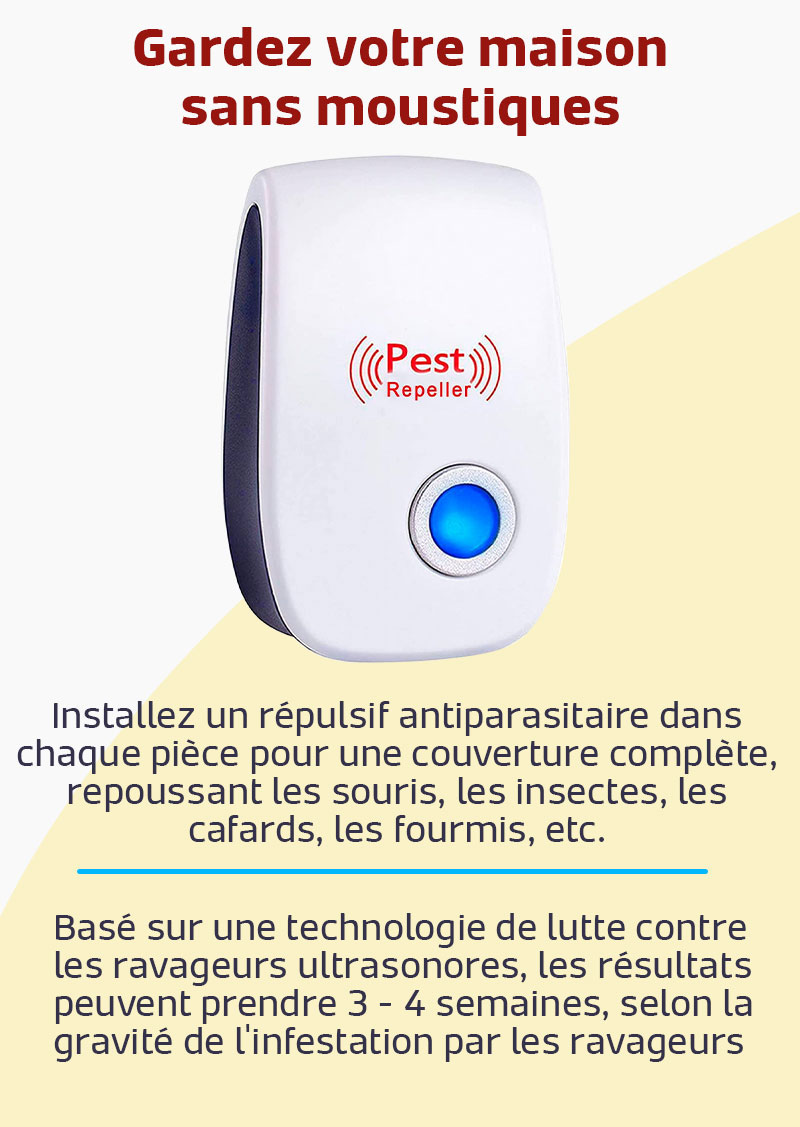 Gardez votre maison
sans moustiques
Pest
Repeller
Installez un répulsif antiparasitaire dans
chaque pièce pour une couverture complète,
repoussant les souris, les insectes, les
cafards, les fourmis, etc.
Basé sur une technologie de lutte contre
les ravageurs ultrasonores, les résultats
peuvent prendre 3 - 4 semaines, selon la
gravité de l'infestation par les ravageurs